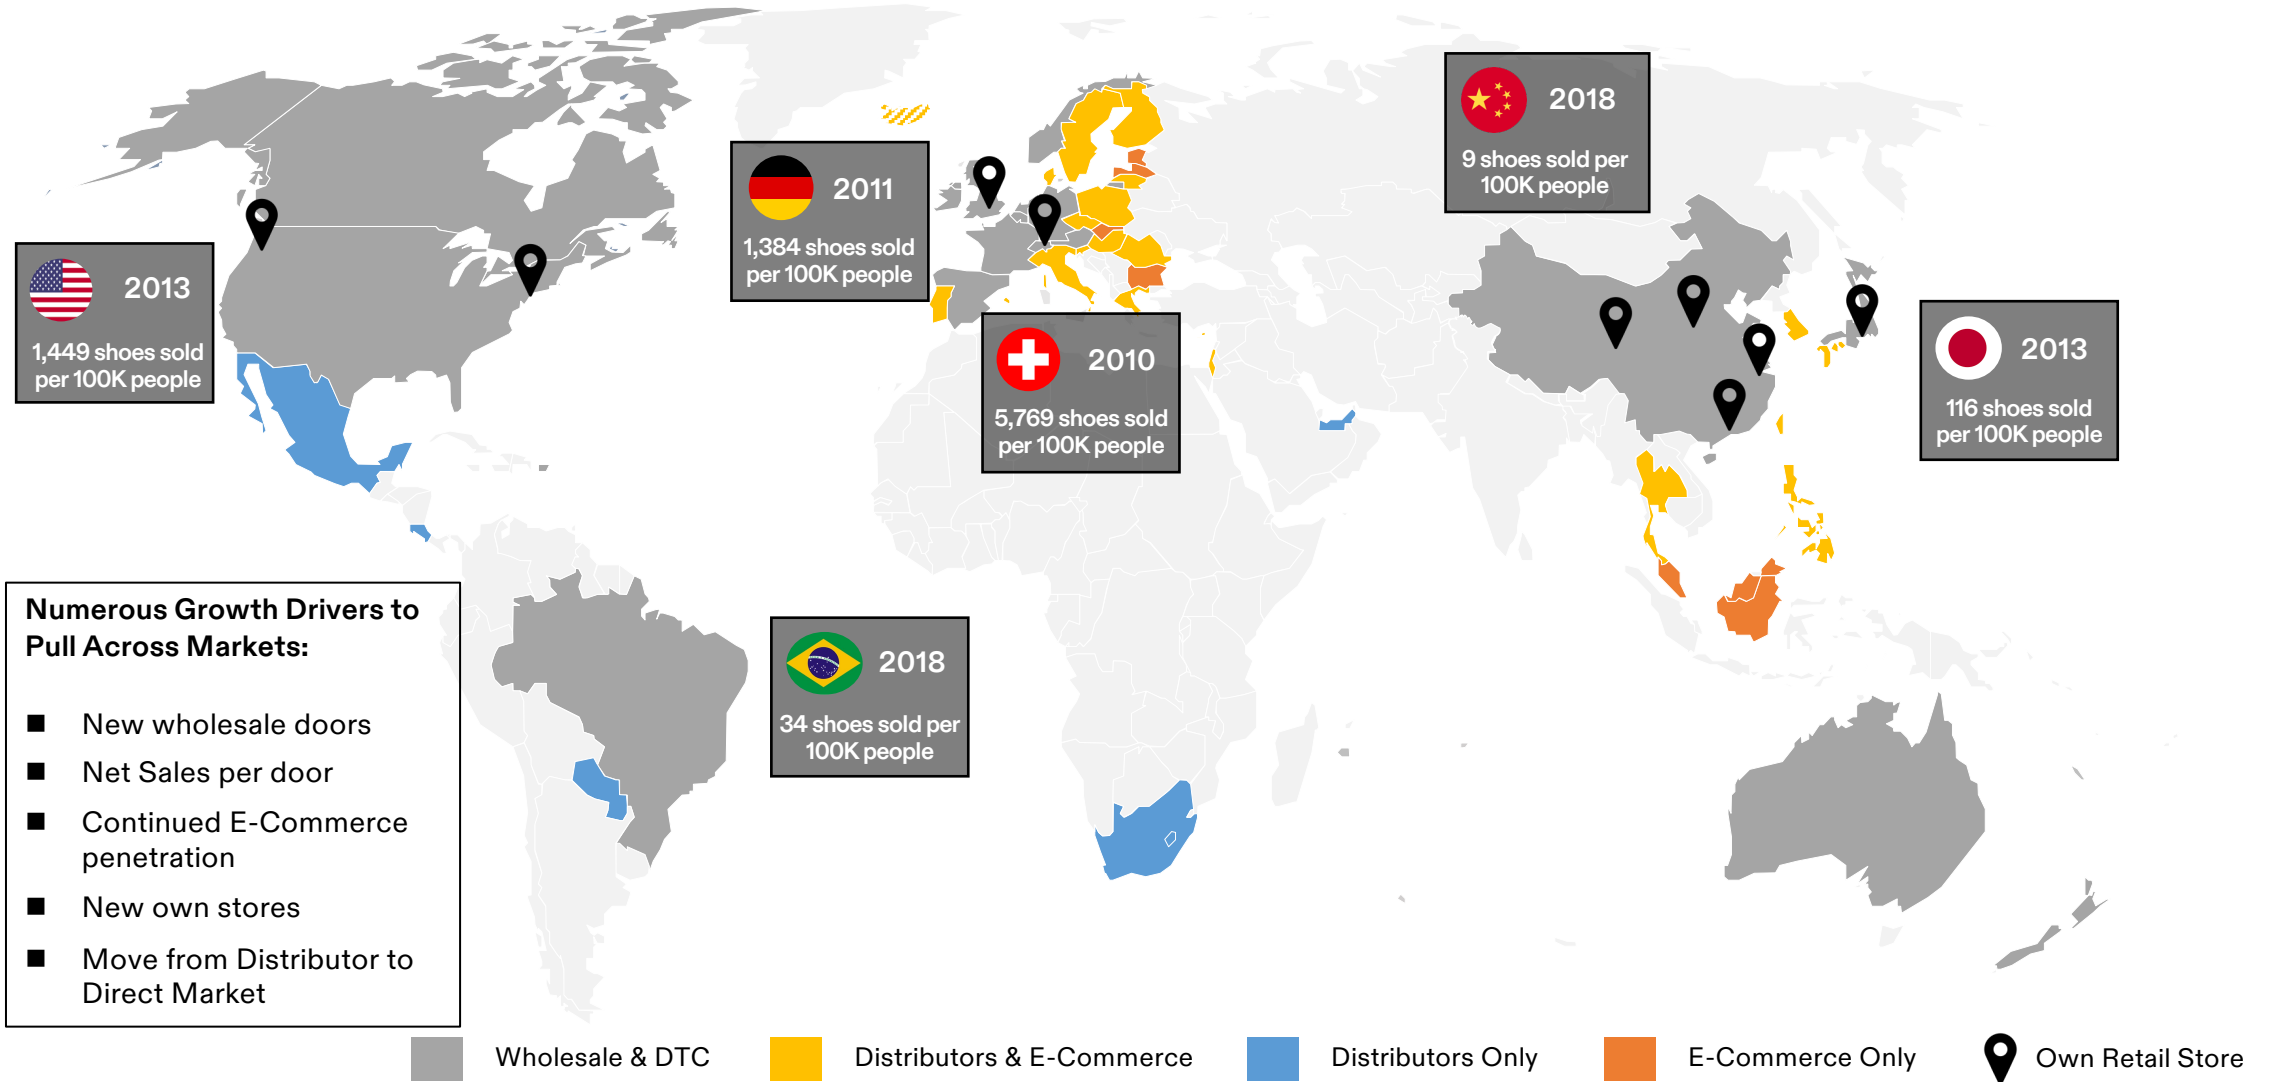 2018
9 shoes sold per
100K people
2011
1,384 shoes sold
per 100K people
2013
1,449 shoes sold
per 100K people
2010
5,769 shoes sold
per 100K people
2013
116 shoes sold
per 100K people
2018
34 shoes sold per
100K people
Numerous Growth Drivers to
Pull Across Markets:
■ New wholesale doors
■ Net Sales per door
■ Continued E-Commerce
penetration
■ New own stores
■ Move from Distributor to
Direct Market
Wholesale & DTC
Distributors & E-Commerce
Distributors Only
E-Commerce Only
Own Retail Store